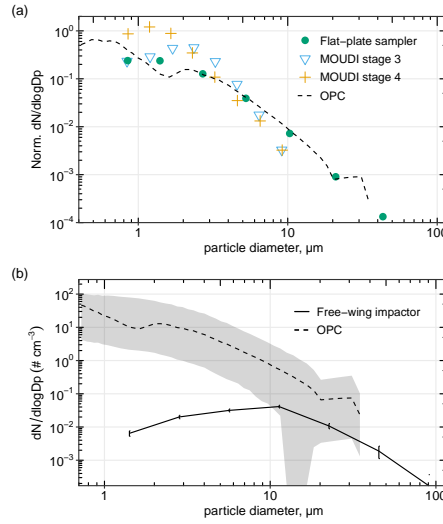 (a)
Norm. dN/dlogDp
10^0
10^−1
10^−2
10^−3
10^−4
Flat−plate sampler
MOUDI stage 3
MOUDI stage 4
OPC
1 10 100
particle diameter, µm
(b)
dN/dlogDp (# cm^−3)
10^2
10^1
10^0
10^−1
10^−2
10^−3
Free−wing impactor
OPC
1 10 100
particle diameter, µm